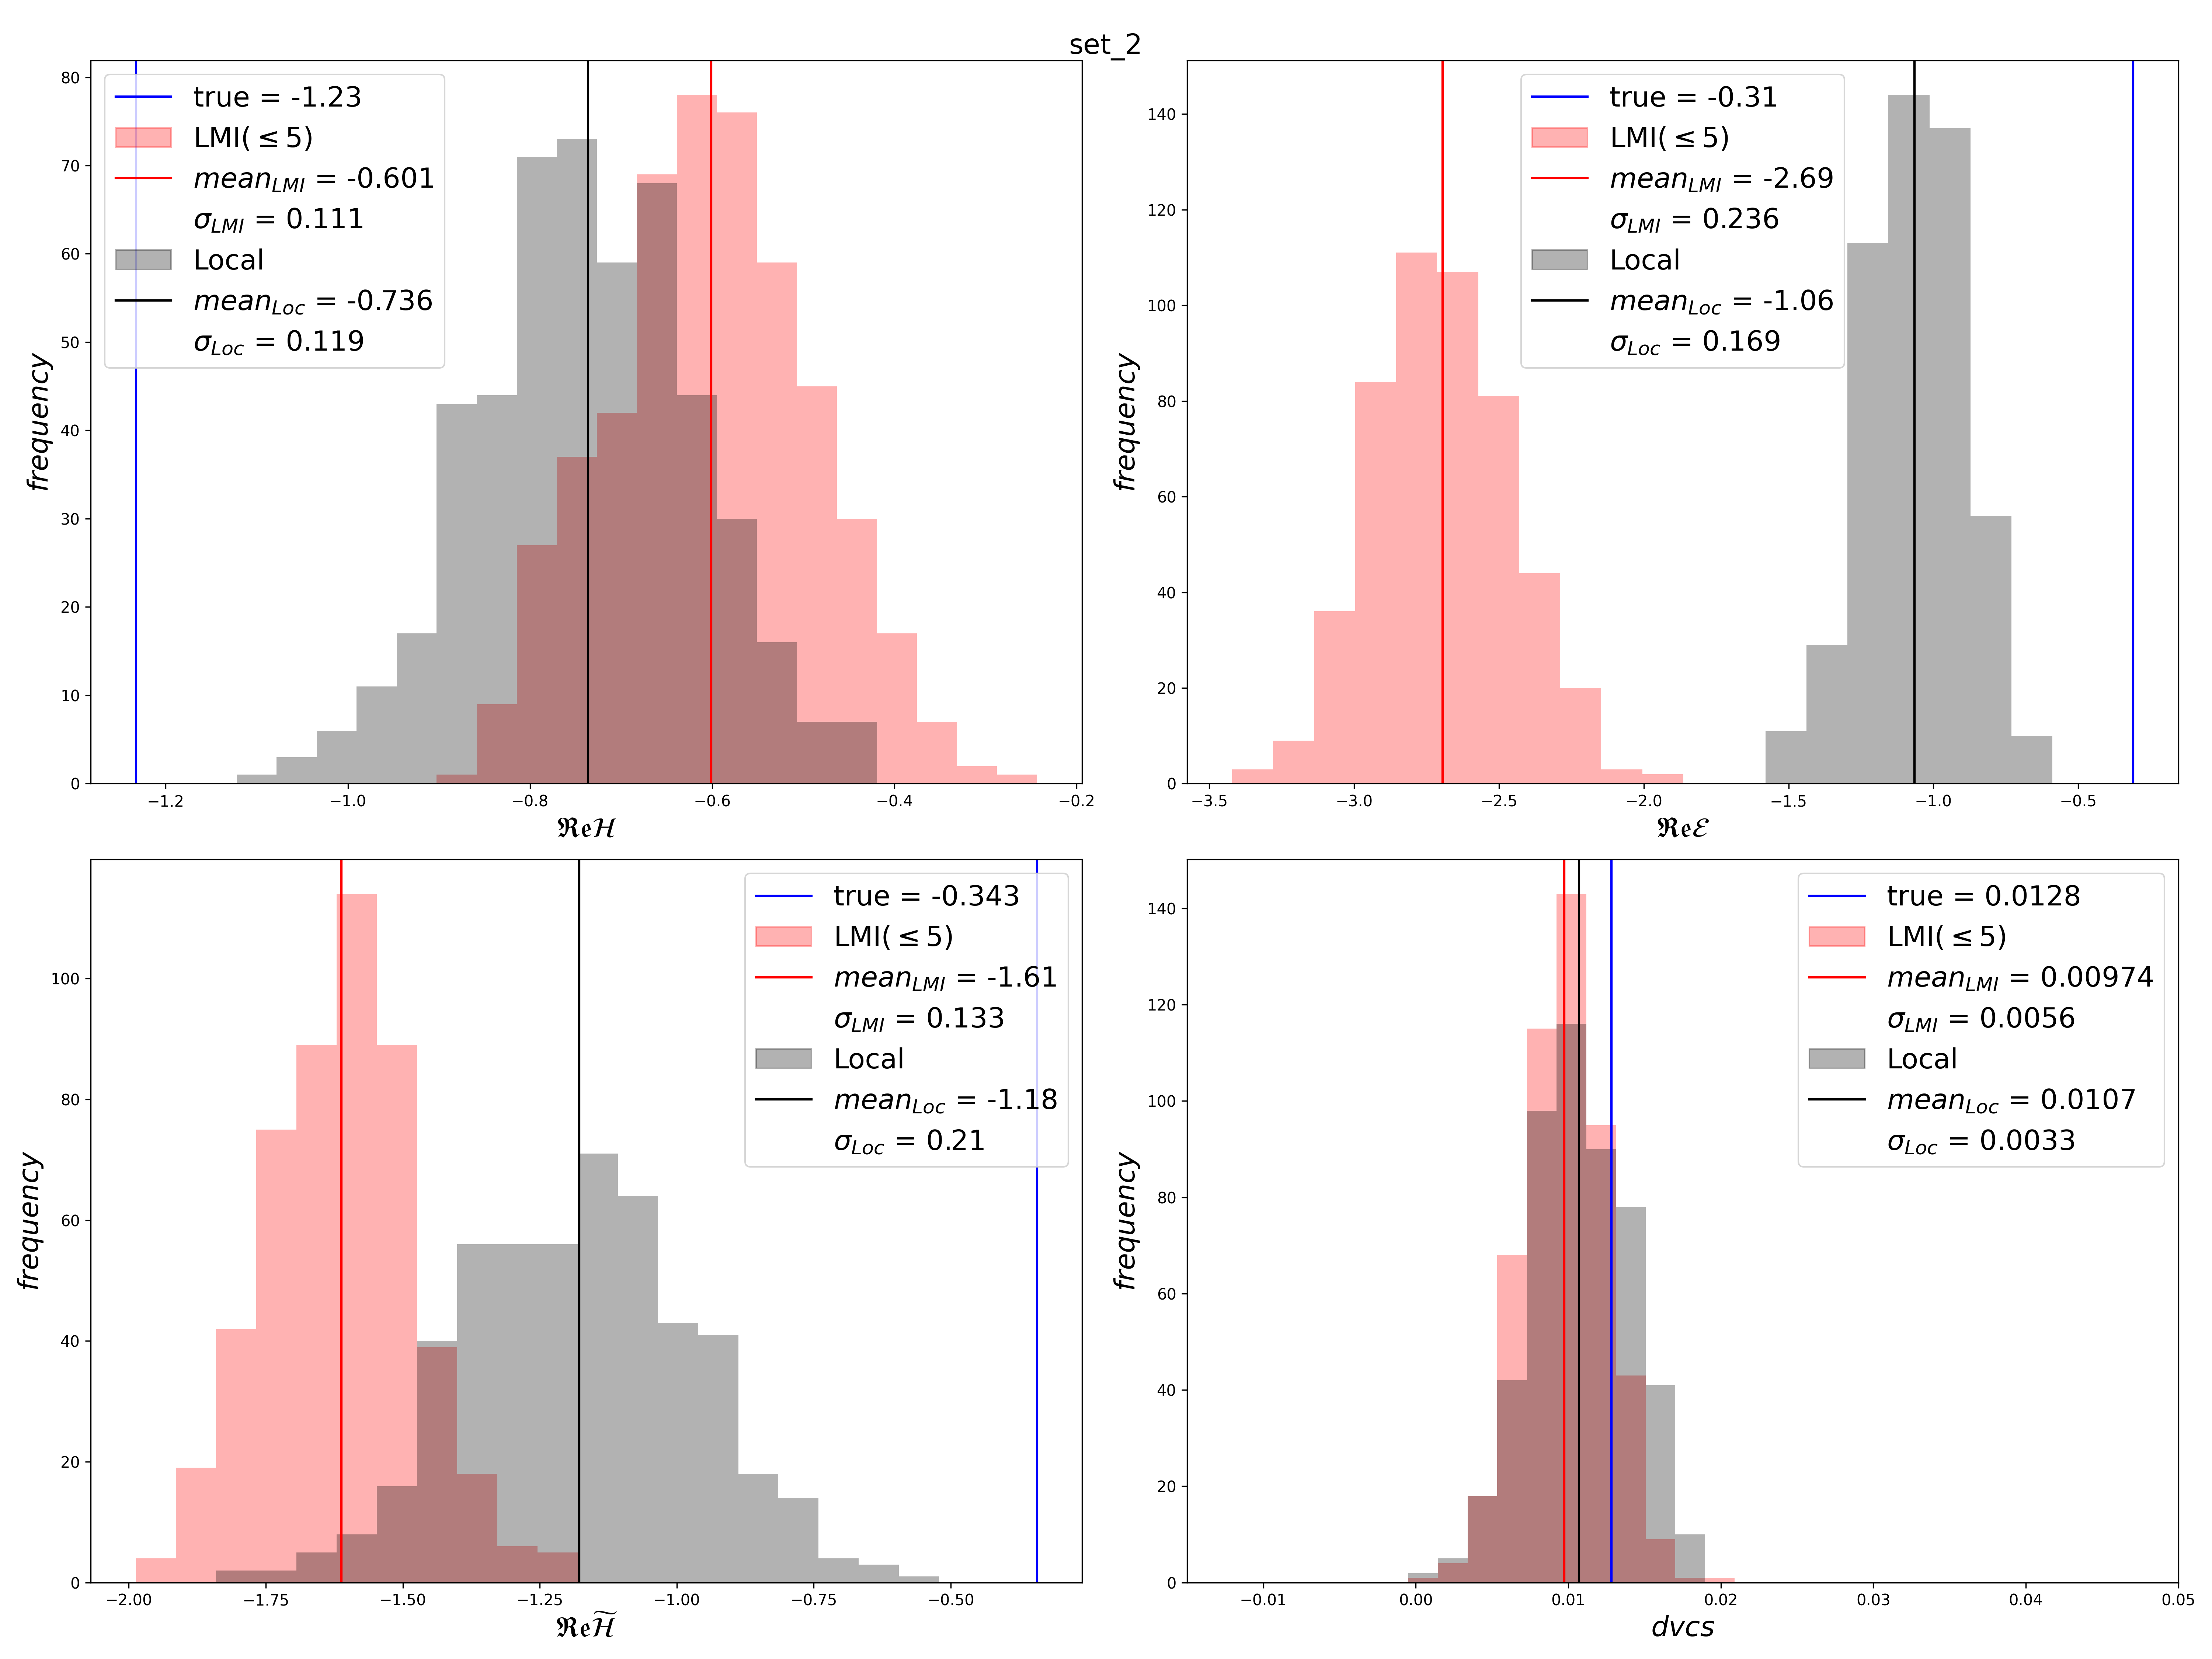 set_2
80
70
60
50
40
30
20
10
0
frequency
true = -1.23
LMI( ≤ 5)
mean_LMI = -0.601
σ_LMI = 0.111
Local
mean_Loc = -0.736
σ_Loc = 0.119
−1.2 −1.0 −0.8 −0.6 −0.4 −0.2
ℜeℋ
140
120
100
80
60
40
20
0
frequency
true = -0.31
LMI( ≤ 5)
mean_LMI = -2.69
σ_LMI = 0.236
Local
mean_Loc = -1.06
σ_Loc = 0.169
−3.5 −3.0 −2.5 −2.0 −1.5 −1.0 −0.5
ℜeℰ
100
80
60
40
20
0
frequency
true = -0.343
LMI( ≤ 5)
mean_LMI = -1.61
σ_LMI = 0.133
Local
mean_Loc = -1.18
σ_Loc = 0.21
−2.00 −1.75 −1.50 −1.25 −1.00 −0.75 −0.50
ℜeℋ̃
140
120
100
80
60
40
20
0
frequency
true = 0.0128
LMI( ≤ 5)
mean_LMI = 0.00974
σ_LMI = 0.0056
Local
mean_Loc = 0.0107
σ_Loc = 0.0033
−0.01 0.00 0.01 0.02 0.03 0.04 0.05
dvcs